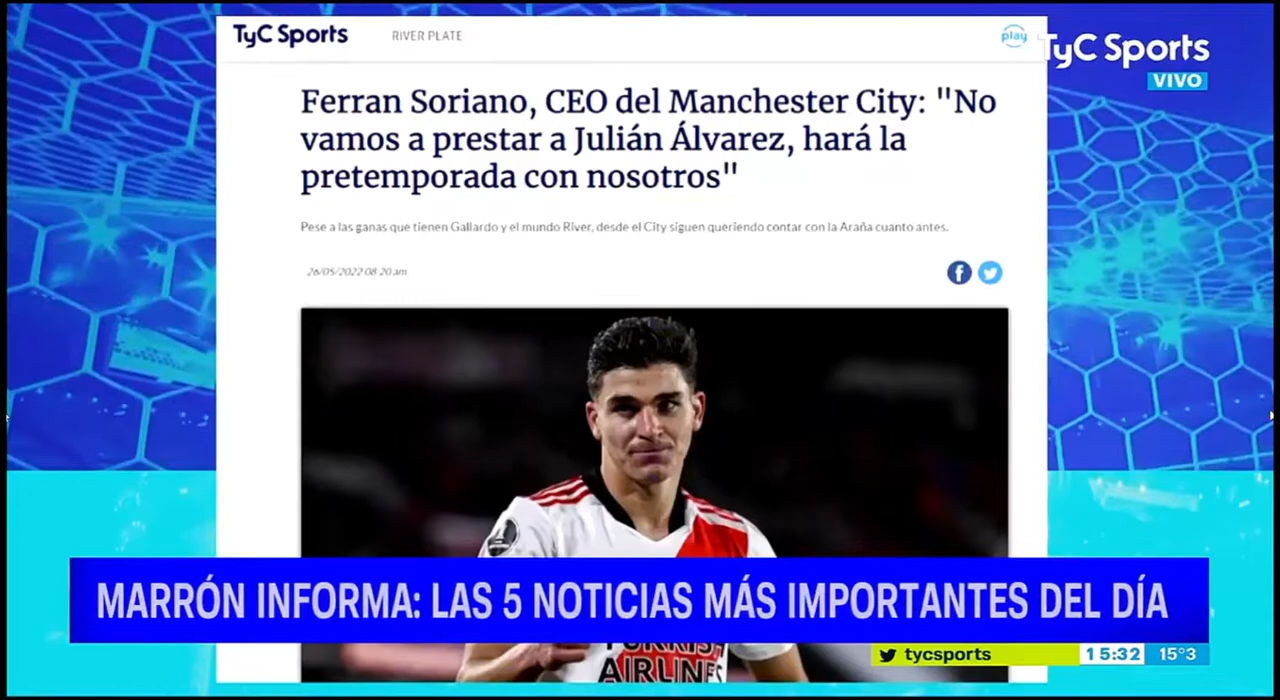 TyC Sports
RIVER PLATE
play
TyC Sports
VIVO
Ferran Soriano, CEO del Manchester City: "No
vamos a prestar a Julián Álvarez, hará la
pretemporada con nosotros"
Pese a las ganas que tienen Gallardo y el mundo River, desde el City siguen queriendo contar con la Araña cuanto antes.
26/05/2022 08:20 am
MARRÓN INFORMA: LAS 5 NOTICIAS MÁS IMPORTANTES DEL DÍA
AIRLINES
tycsports
15:32
15°3